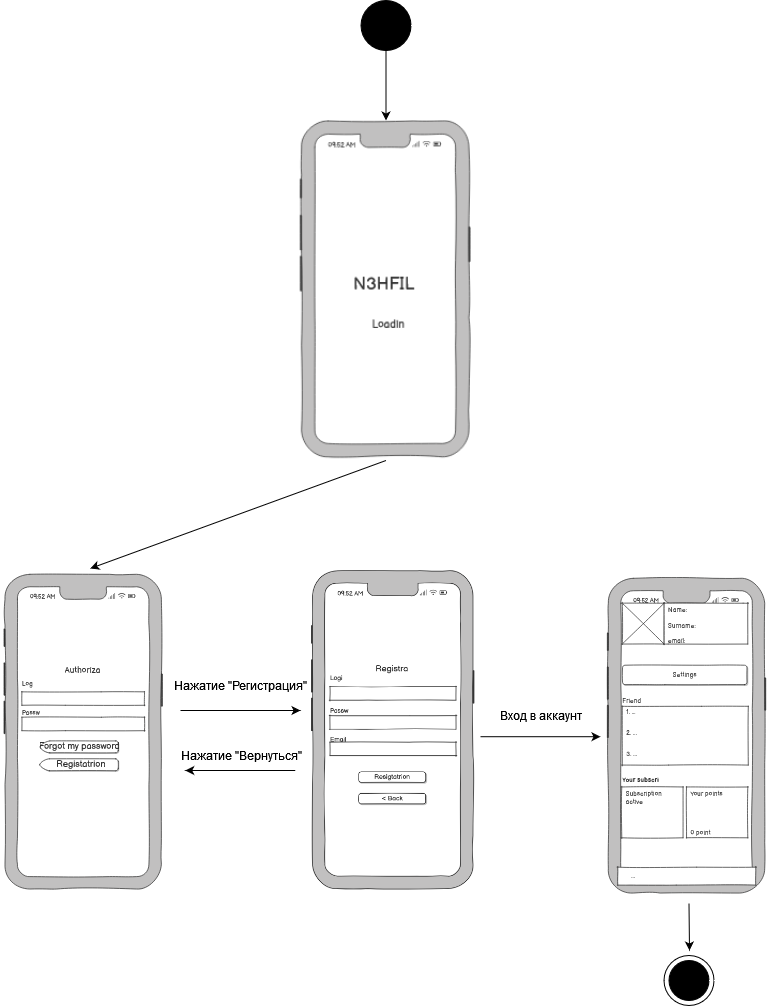 09:52 AM
N3HFIL
Loadin
09:52 AM
Authoriza
Log
Passw
Forgot my password
Registatrion
Нажатие "Регистрация"
Нажатие "Вернуться"
09:52 AM
Registra
Logi
Passw
Email
Resigtatrion
< Back
Вход в аккаунт
09:52 AM
Name:
Surname:
email:
Settings
Friend
1. ...
2. ...
3. ...
Your Subscri
Subscription
active
Your points
0 point
...